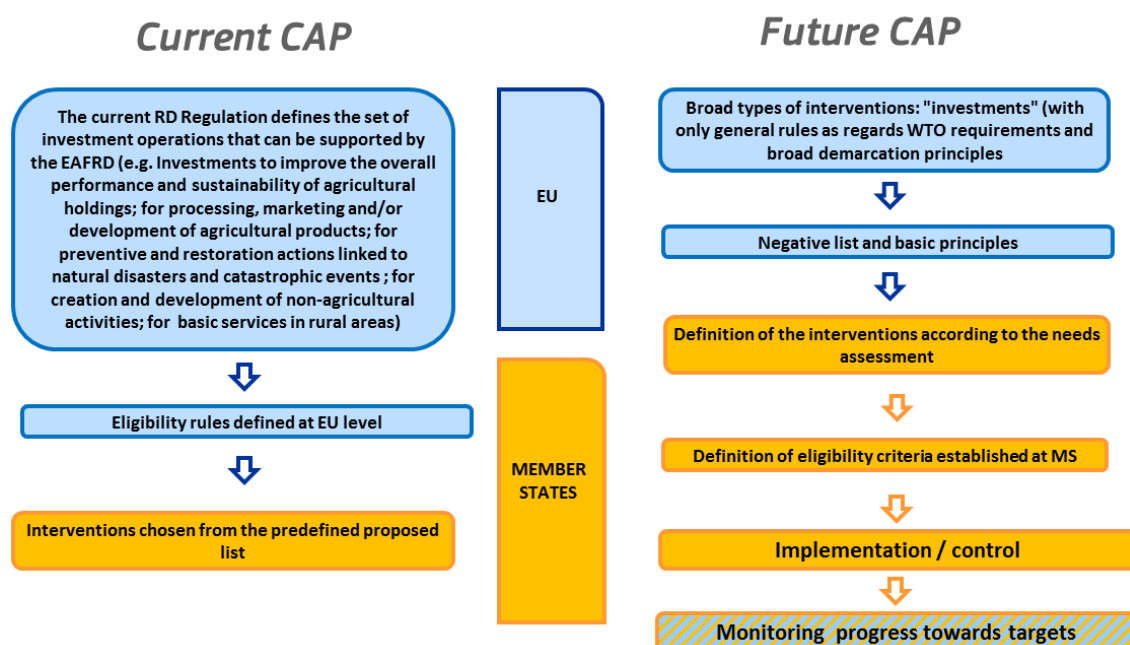 Current CAP
The current RD Regulation defines the set of
investment operations that can be supported by
the EAFRD (e.g. Investments to improve the overall
performance and sustainability of agricultural
holdings; for processing, marketing and/or
development of agricultural products; for
preventive and restoration actions linked to
natural disasters and catastrophic events ; for
creation and development of non-agricultural
activities; for basic services in rural areas)
Eligibility rules defined at EU level
Interventions chosen from the predefined proposed
list
EU
MEMBER
STATES
Future CAP
Broad types of interventions: "investments" (with
only general rules as regards WTO requirements and
broad demarcation principles
Negative list and basic principles
Definition of the interventions according to the needs
assessment
Definition of eligibility criteria established at MS
Implementation / control
Monitoring progress towards targets